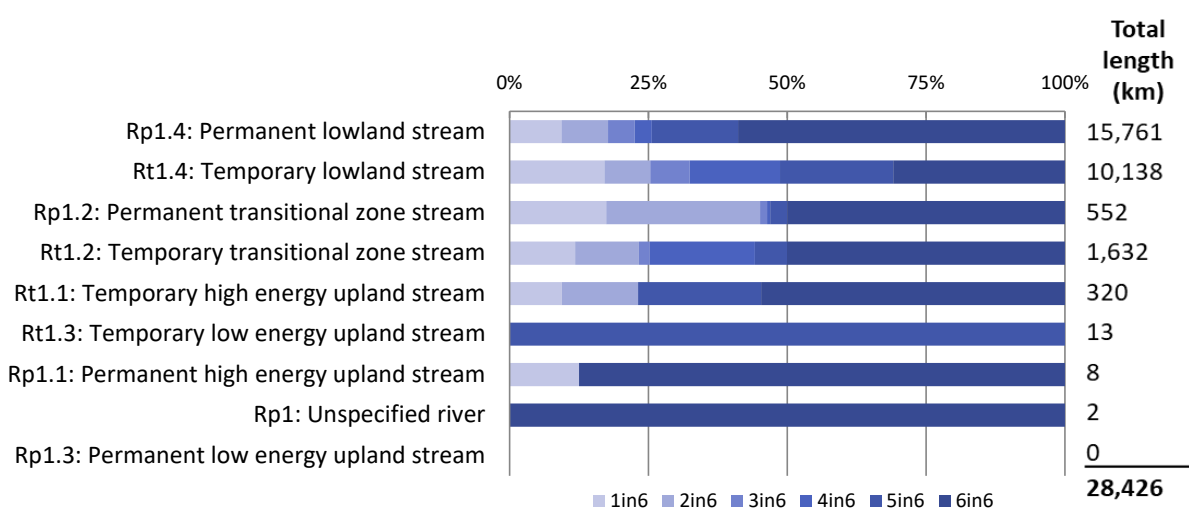 Total
length
(km)
0% 25% 50% 75% 100%
Rp1.4: Permanent lowland stream 15,761
Rt1.4: Temporary lowland stream 10,138
Rp1.2: Permanent transitional zone stream 552
Rt1.2: Temporary transitional zone stream 1,632
Rt1.1: Temporary high energy upland stream 320
Rt1.3: Temporary low energy upland stream 13
Rp1.1: Permanent high energy upland stream 8
Rp1: Unspecified river 2
Rp1.3: Permanent low energy upland stream 0
28,426
1in6 2in6 3in6 4in6 5in6 6in6